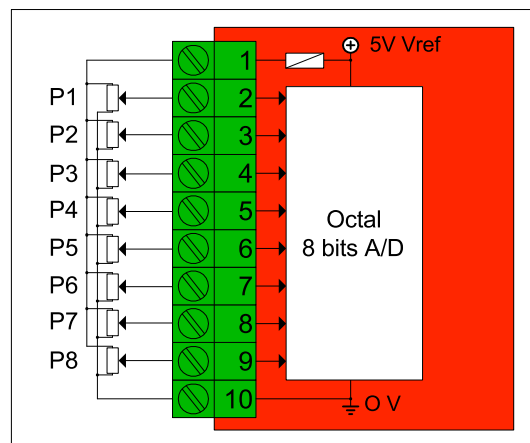 5V Vref
1
P1 2
P2 3
P3 4
P4 5
P5 6
P6 7
P7 8
P8 9
10
Octal
8 bits A/D
O V